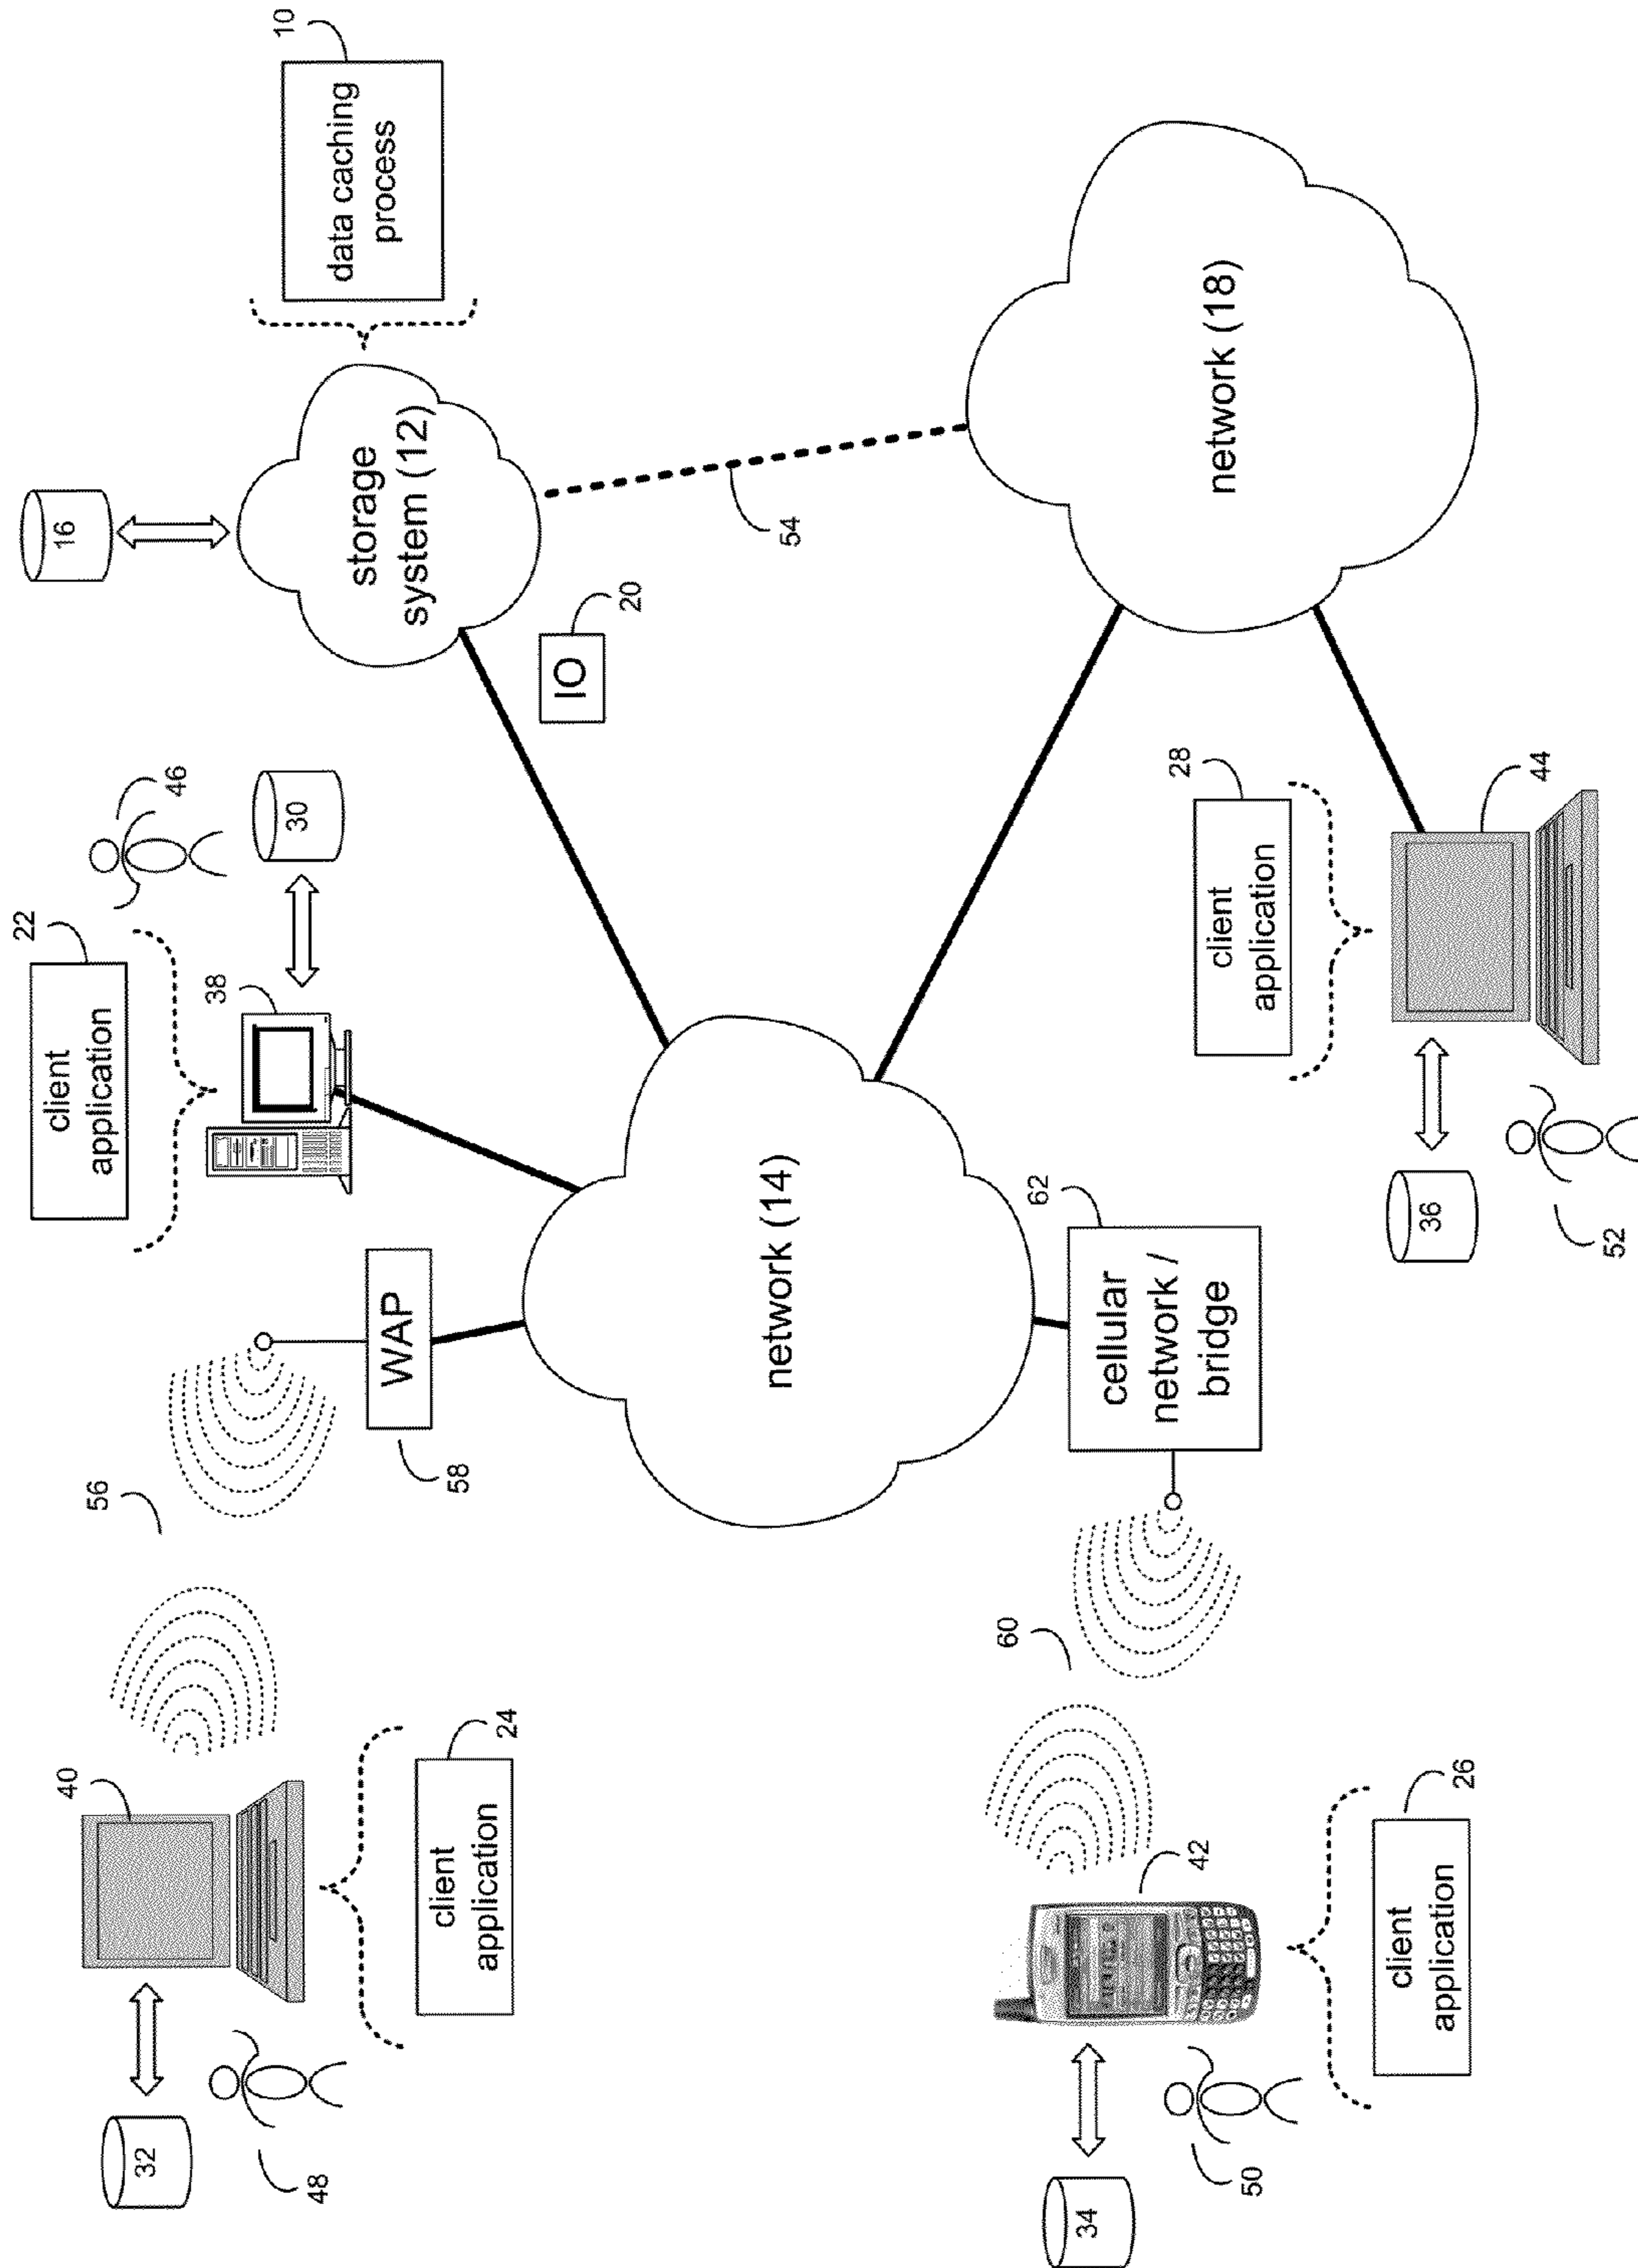 32
48
40
client
application
24
56
WAP
58
client
application
22
38
46
30
16
storage
system (12)
IO
20
data caching
process
10
network (14)
54
network (18)
34
50
42
client
application
26
60
cellular
network /
bridge
62
36
52
client
application
28
44